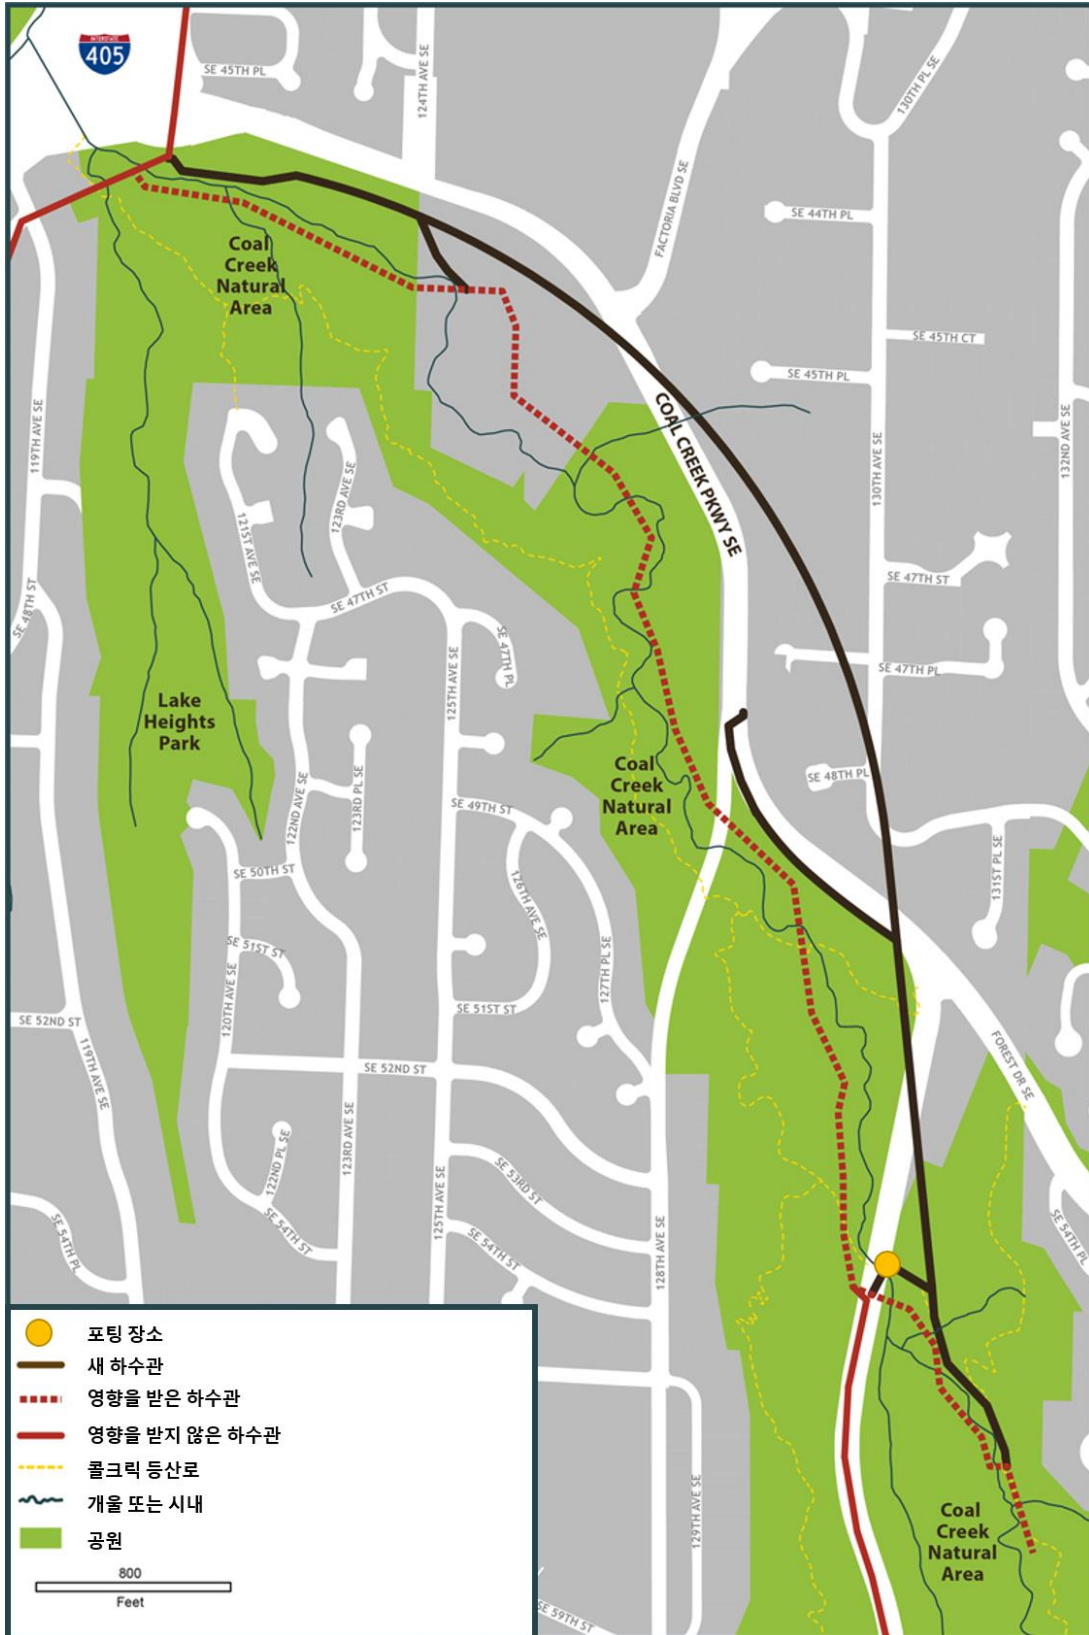 INTERSTATE
405
SE 45TH PL
124TH AVE SE
130TH PL SE
FACTORIA BLVD SE
SE 44TH PL
Coal
Creek
Natural
Area
SE 45TH CT
SE 45TH PL
COAL CREEK PKWY SE
119TH AVE SE
130TH AVE SE
132ND AVE SE
121ST AVE SE
123RD AVE SE
SE 47TH ST
SE 48TH ST
SE 47TH ST
SE 47TH PL
125TH AVE SE
SE 47TH PL
Lake
Heights
Park
Coal
Creek
Natural
Area
SE 48TH PL
122ND AVE SE
123RD PL SE
SE 49TH ST
131ST PL SE
SE 50TH ST
126TH AVE SE
SE 51ST ST
127TH PL SE
120TH AVE SE
SE 51ST ST
SE 52ND ST
119TH AVE SE
SE 52ND ST
FOREST DR SE
122ND PL SE
123RD AVE SE
125TH AVE SE
SE 53RD ST
SE 54TH PL
SE 54TH ST
SE 54TH ST
128TH AVE SE
SE 54TH PL
포팅 장소
새 하수관
영향을 받은 하수관
영향을 받지 않은 하수관
콜크릭 등산로
개울 또는 시내
공원
800
Feet
129TH AVE SE
SE 59TH ST
Coal
Creek
Natural
Area